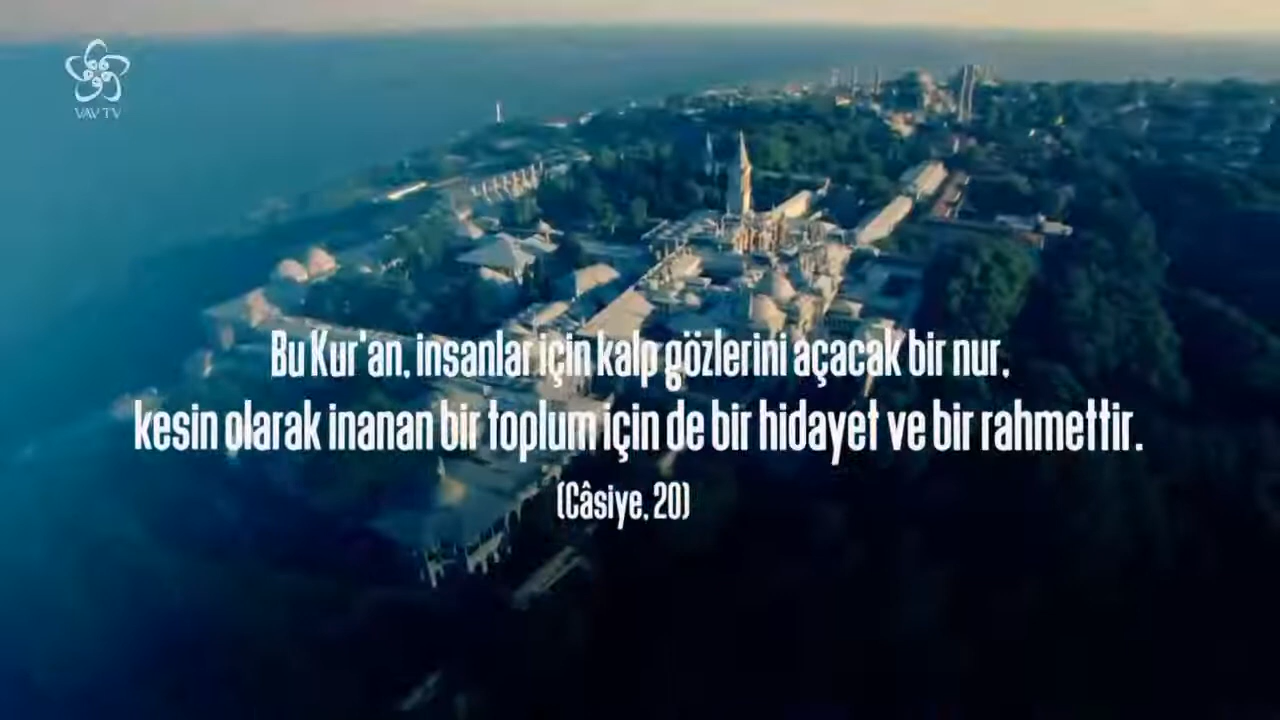 VAV TV
Bu Kur'an, insanlar için kalp gözlerini açacak bir nur,
kesin olarak inanan bir toplum için de bir hidayet ve bir rahmettir.
(Câsiye, 20)